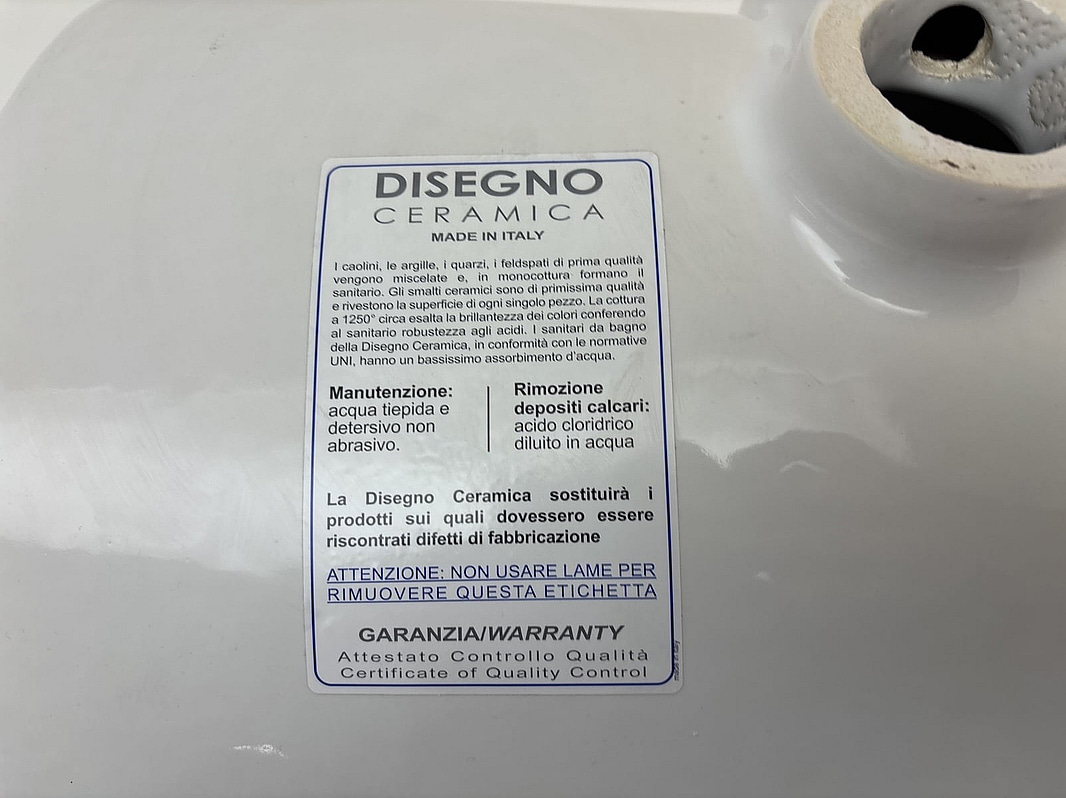 DISEGNO
CERAMICA
MADE IN ITALY
I caolini, le argille, i quarzi, i feldspati di prima qualità
vengono miscelate e, in monocottura formano il
sanitario. Gli smalti ceramici sono di primissima qualità
e rivestono la superficie di ogni singolo pezzo. La cottura
a 1250° circa esalta la brillantezza dei colori conferendo
al sanitario robustezza agli acidi. I sanitari da bagno
della Disegno Ceramica, in conformità con le normative
UNI, hanno un bassissimo assorbimento d'acqua.
Manutenzione:
acqua tiepida e
detersivo non
abrasivo.
Rimozione
depositi calcari:
acido cloridrico
diluito in acqua
La Disegno Ceramica sostituirà i
prodotti sui quali dovessero essere
riscontrati difetti di fabbricazione
ATTENZIONE: NON USARE LAME PER
RIMUOVERE QUESTA ETICHETTA
GARANZIA/WARRANTY
Attestato Controllo Qualità
Certificate of Quality Control
made in Italy